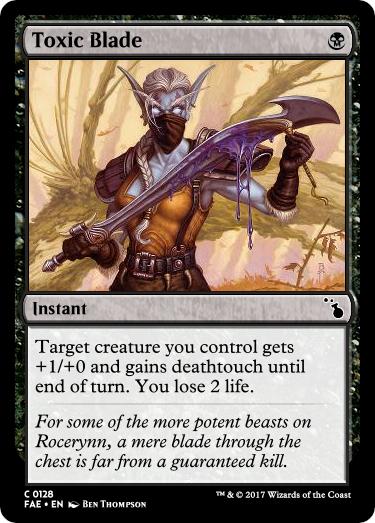 Toxic Blade
Instant
Target creature you control gets
+1/+0 and gains deathtouch until
end of turn. You lose 2 life.
For some of the more potent beasts on
Rocerynn, a mere blade through the
chest is far from a guaranteed kill.
C 0128
FAE • EN Ben Thompson
™ & © 2017 Wizards of the Coast